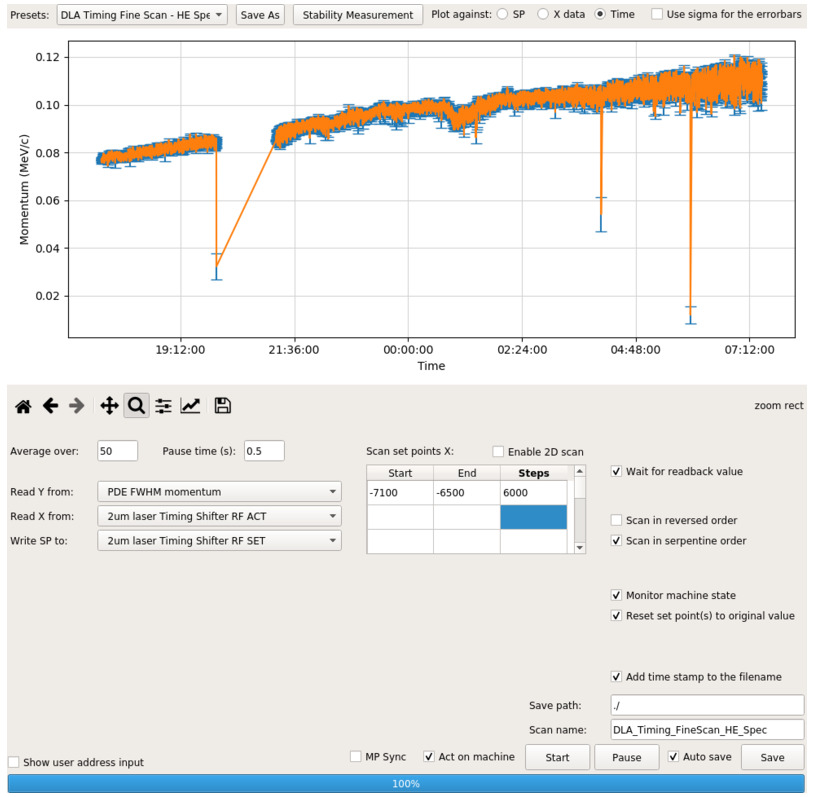 Presets: DLA Timing Fine Scan - HE Spe Save As Stability Measurement Plot against: SP X data Time Use sigma for the errorbars
0.12
0.10
0.08
0.06
0.04
0.02
Momentum (MeV/c)
19:12:00 21:36:00 00:00:00 02:24:00 04:48:00 07:12:00
Time
zoom rect
Average over: 50 Pause time (s): 0.5 Scan set points X: Enable 2D scan
Start End Steps Wait for readback value
Read Y from: PDE FWHM momentum -7100 -6500 6000
Read X from: 2um laser Timing Shifter RF ACT Scan in reversed order
Write SP to: 2um laser Timing Shifter RF SET Scan in serpentine order
Monitor machine state
Reset set point(s) to original value
Add time stamp to the filename
Save path: ./
Scan name: DLA_Timing_FineScan_HE_Spec
Show user address input MP Sync Act on machine Start Pause Auto save Save
100%